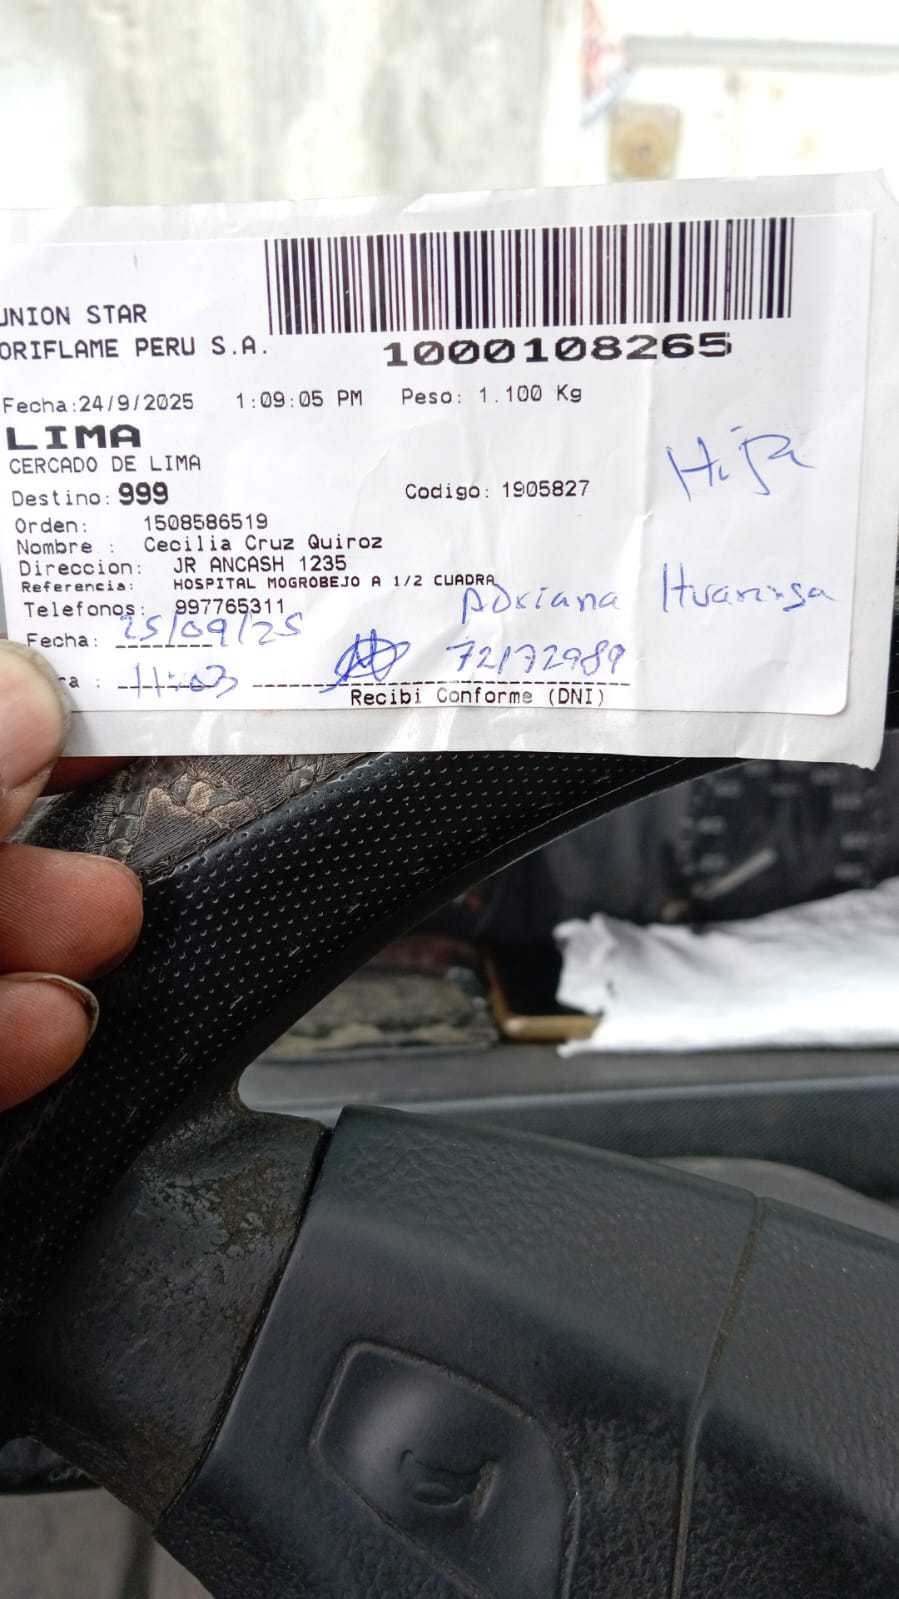 UNION STAR
ORIFLAME PERU S.A.
1000108265
Fecha:24/9/2025 1:09:05 PM Peso: 1.100 Kg
LIMA
CERCADO DE LIMA
Destino: 999 Codigo: 1905827
Hija
Orden: 1508586519
Nombre : Cecilia Cruz Quiroz
Direccion: JR ANCASH 1235
Referencia: HOSPITAL MOGROBEJO A 1/2 CUADRA
Telefonos: 997765311
Adriana Huaringa
Fecha: 25/09/25
72172989
ra : 11:03
Recibi Conforme (DNI)